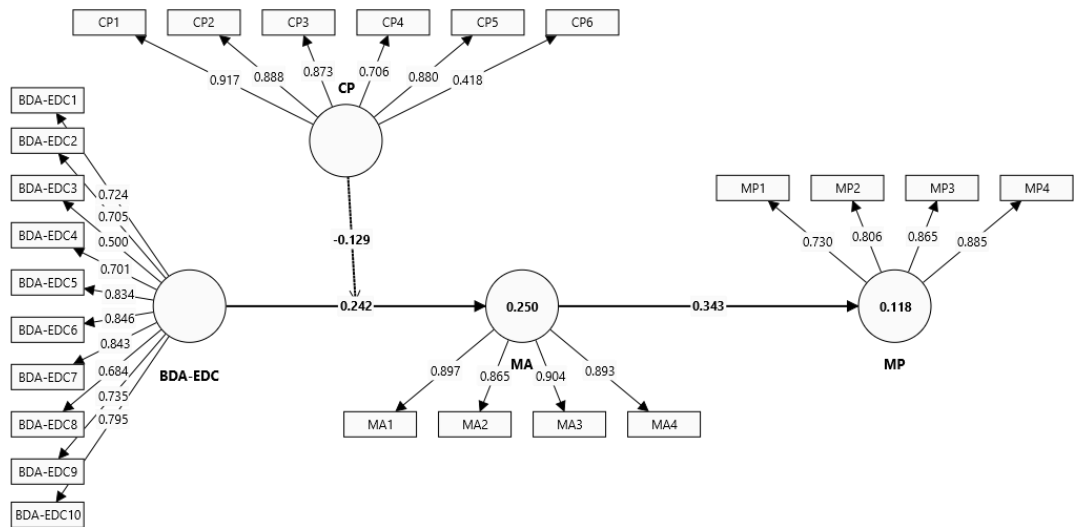 CP1 CP2 CP3 CP4 CP5 CP6
0.917 0.888 0.873 0.706 0.880 0.418
CP
BDA-EDC1
BDA-EDC2
BDA-EDC3
BDA-EDC4
BDA-EDC5
BDA-EDC6
BDA-EDC7
BDA-EDC8
BDA-EDC9
BDA-EDC10
0.724
0.705
0.500
0.701
0.834
0.846
0.843
0.684
0.735
0.795
BDA-EDC
-0.129
0.242
0.250
MA
0.897 0.865 0.904 0.893
MA1 MA2 MA3 MA4
0.343
MP1 MP2 MP3 MP4
0.730 0.806 0.865 0.885
0.118
MP